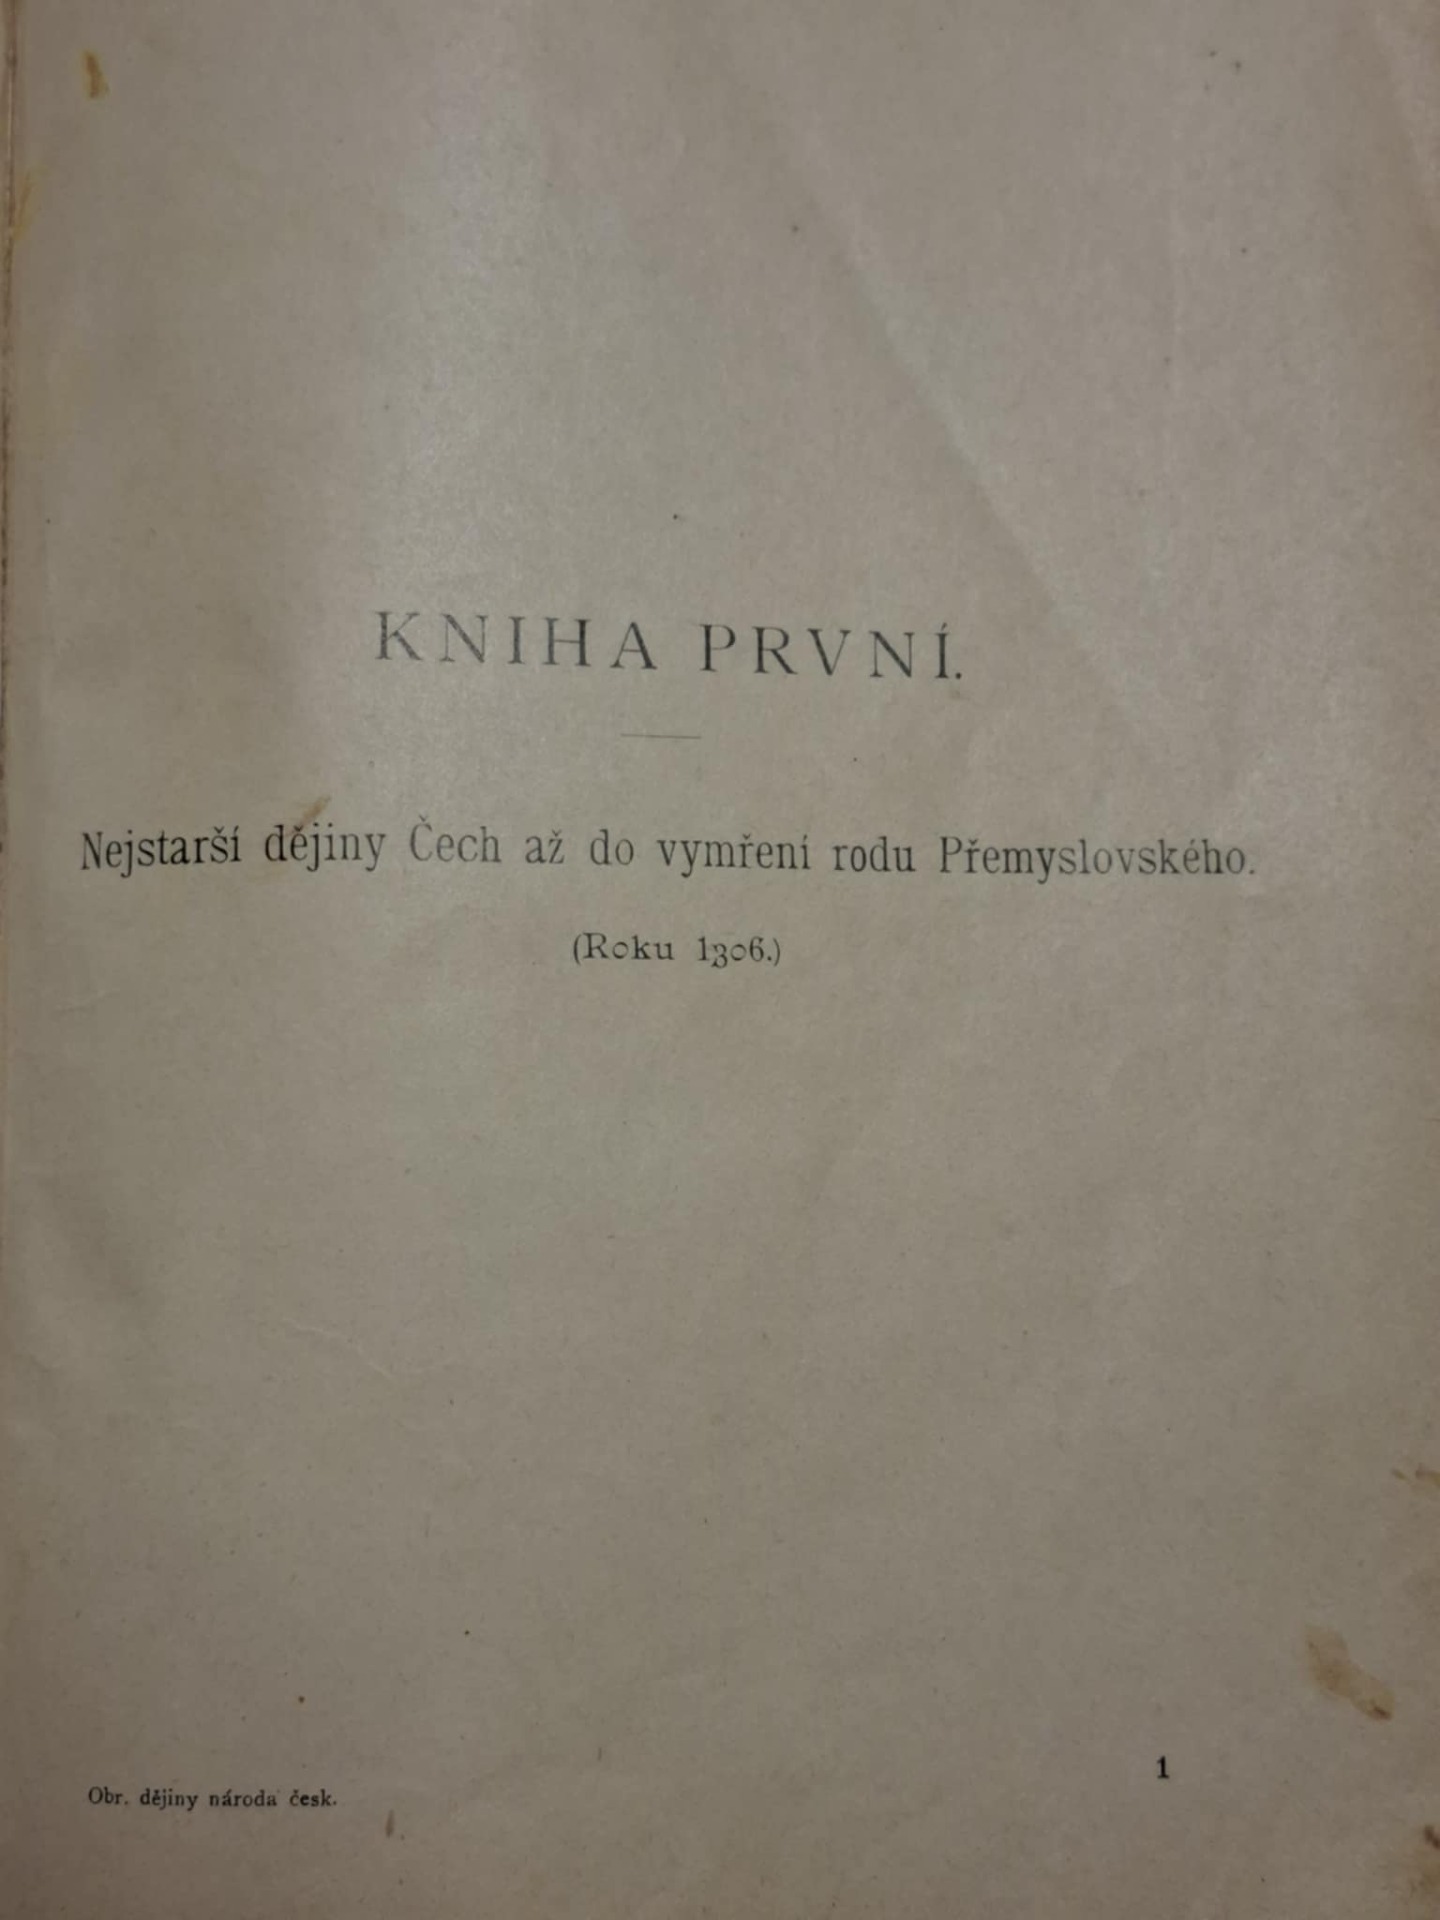 KNIHA PRVNÍ.
Nejstarší dějiny Čech až do vymření rodu Přemyslovského.
(Roku 1306.)
1
Obr. dějiny národa česk.